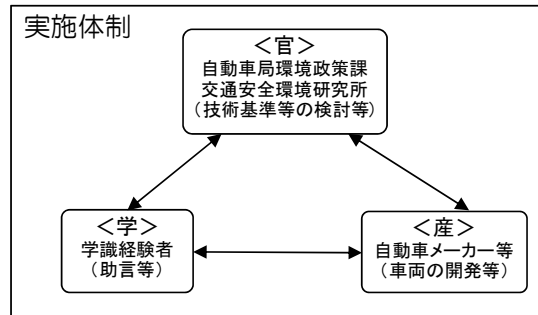 実施体制
＜官＞
自動車局環境政策課
交通安全環境研究所
（技術基準等の検討等）
＜学＞
学識経験者
（助言等）
＜産＞
自動車メーカー等
（車両の開発等）